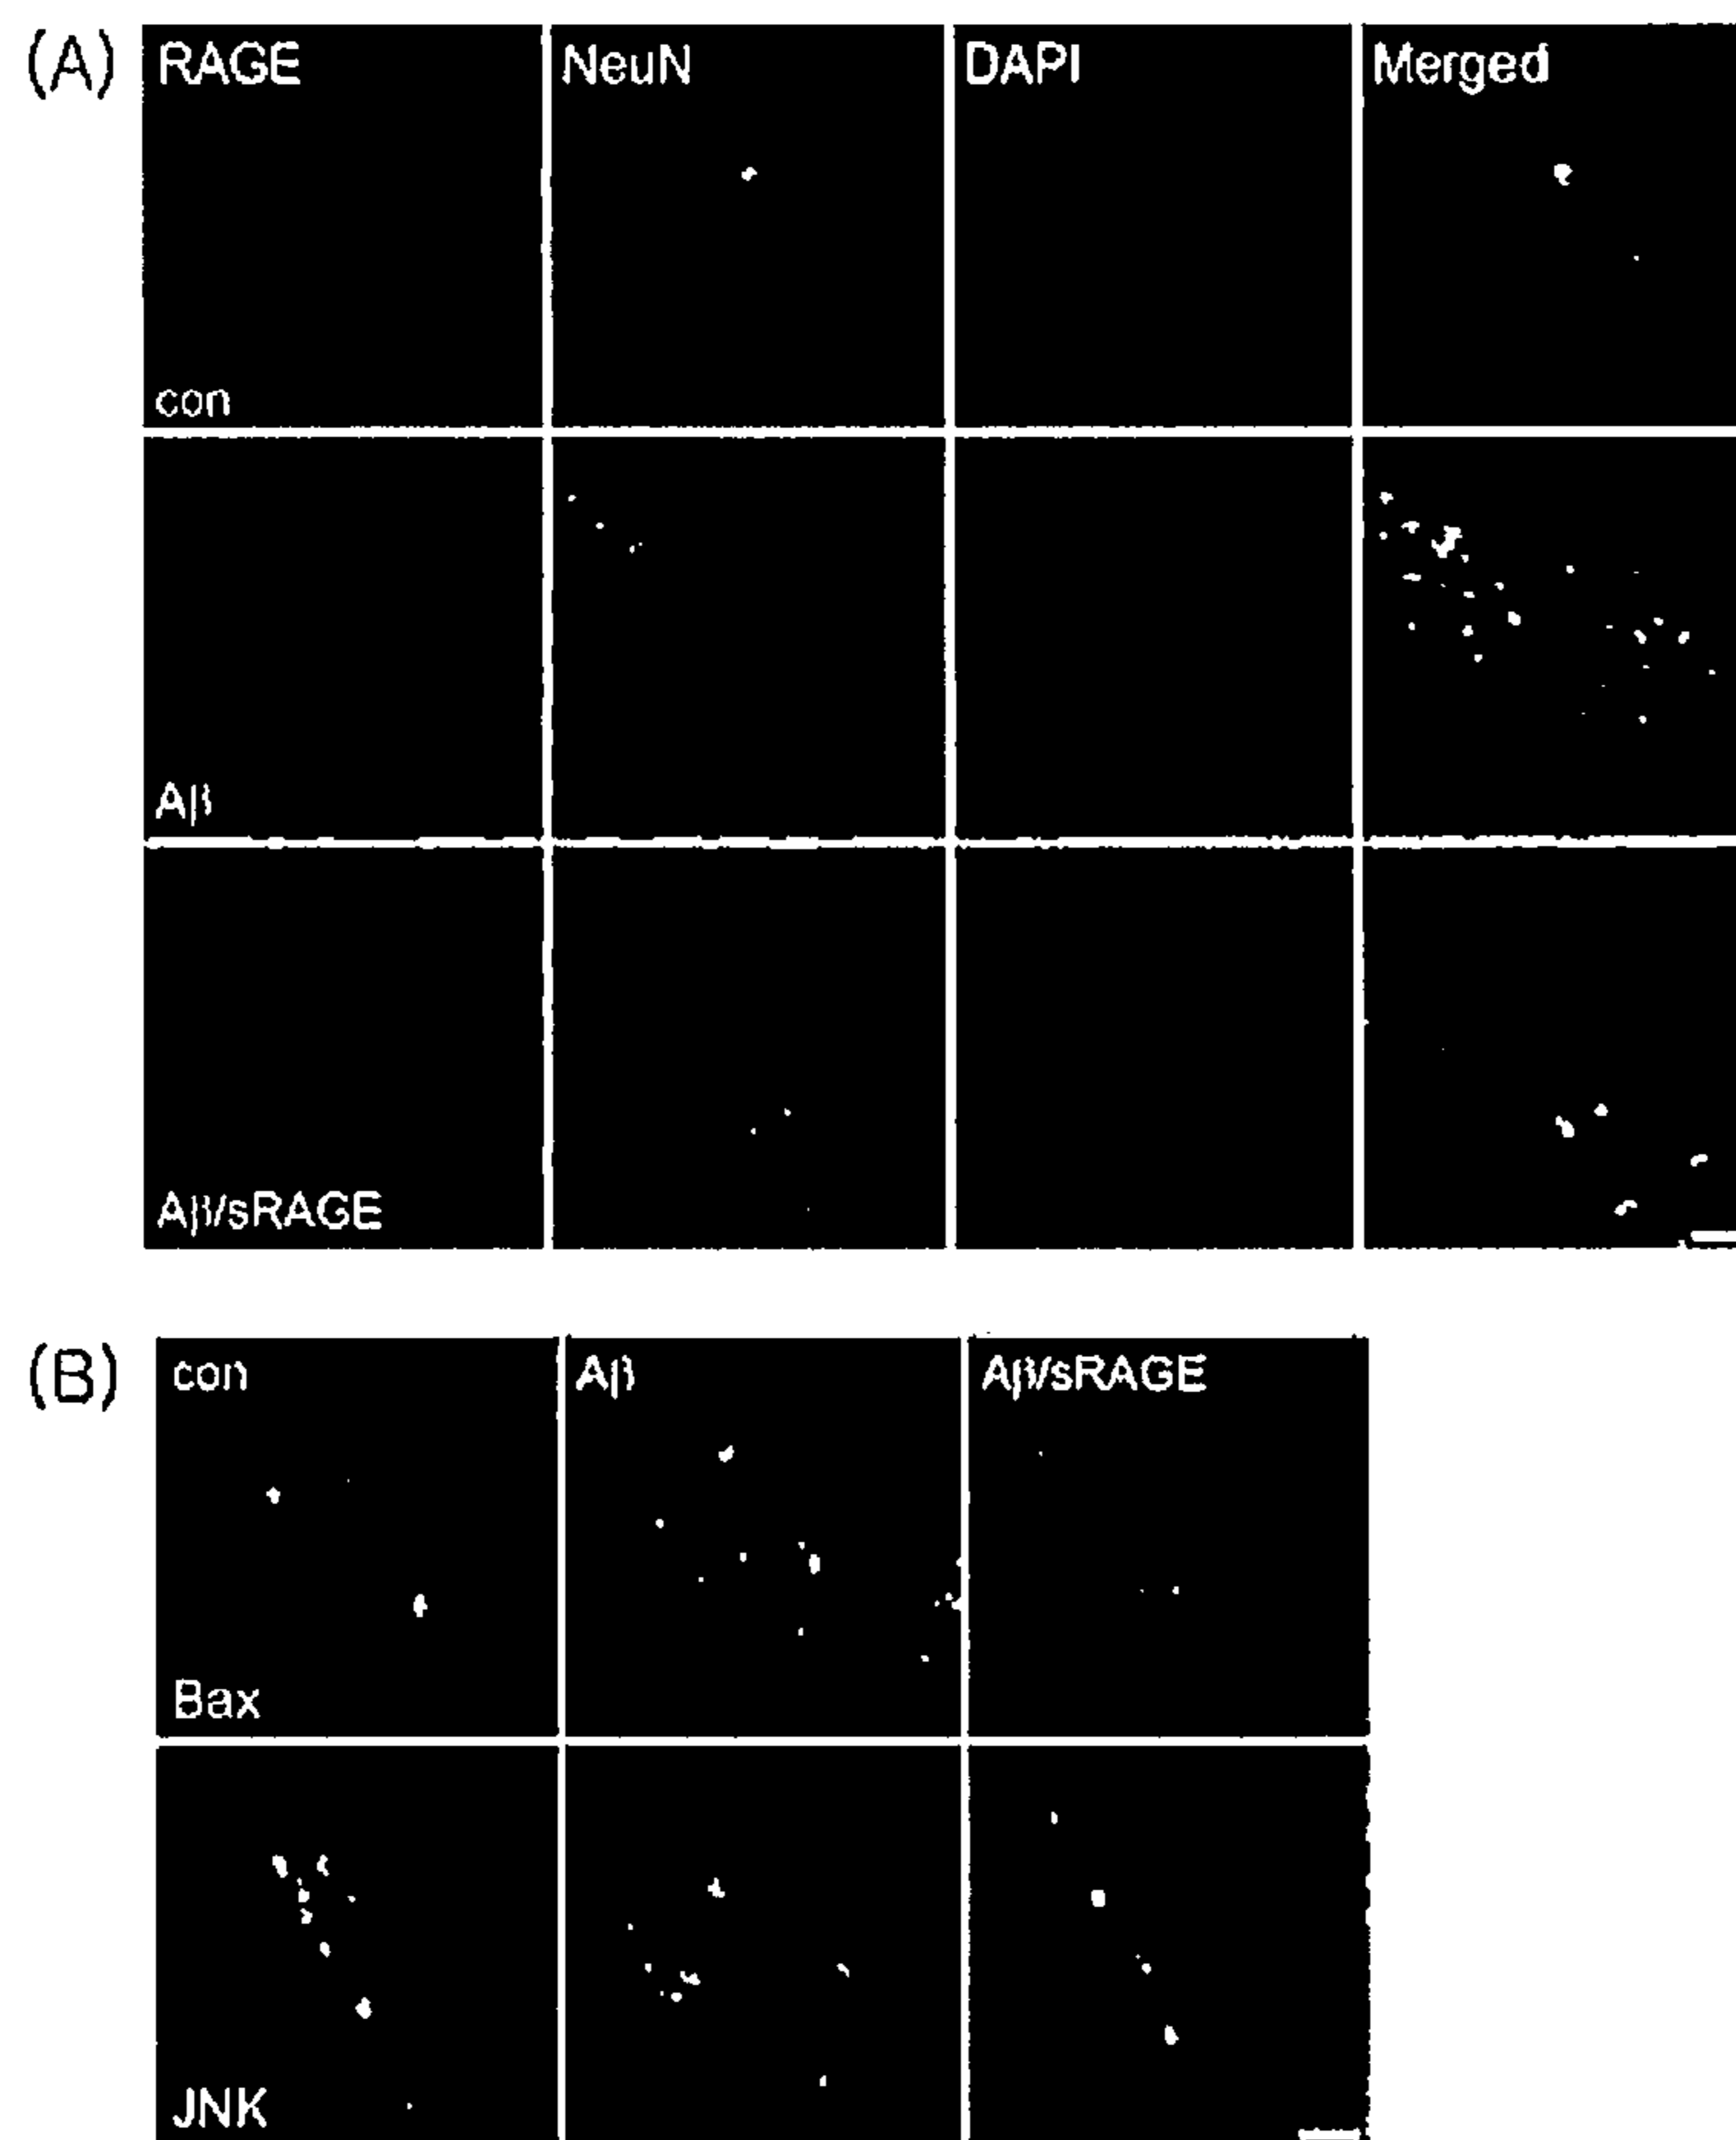 (A) RAGE NeuN DAPI Merged
con
Aβ
Aβ/sRAGE
(B) con Aβ Aβ/sRAGE
Bax
JNK